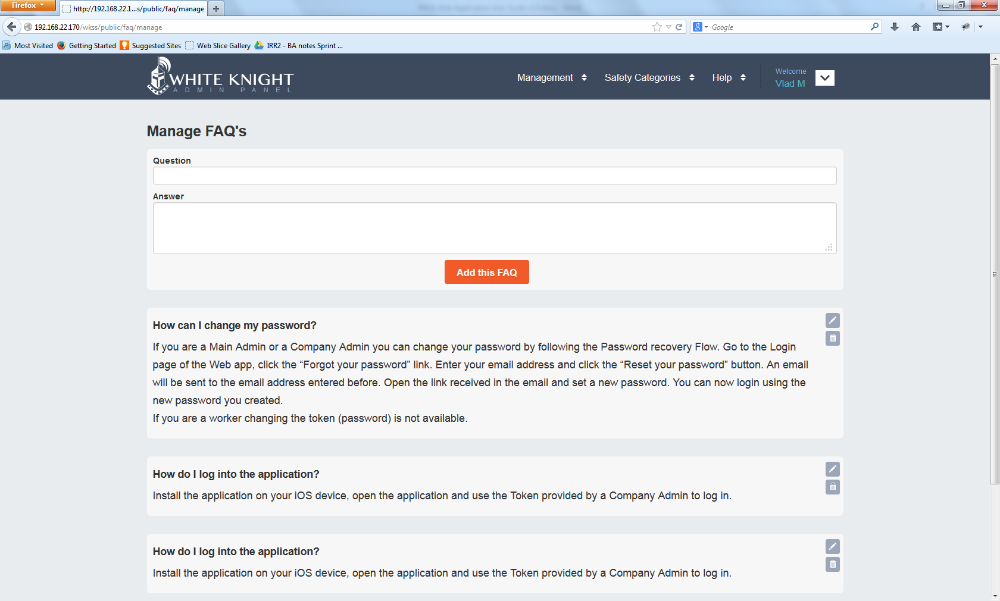 Firefox
http://192.168.22.1...s/public/faq/manage
192.168.22.170/wkss/public/faq/manage
Google
Most Visited
Getting Started
Suggested Sites
Web Slice Gallery
IRR2 - BA notes Sprint ...
WHITE KNIGHT
ADMIN PANEL
Management
Safety Categories
Help
Welcome
Vlad M
Manage FAQ's
Question
Answer
Add this FAQ
How can I change my password?
If you are a Main Admin or a Company Admin you can change your password by following the Password recovery Flow. Go to the Login
page of the Web app, click the “Forgot your password” link. Enter your email address and click the “Reset your password” button. An email
will be sent to the email address entered before. Open the link received in the email and set a new password. You can now login using the
new password you created.
If you are a worker changing the token (password) is not available.
How do I log into the application?
Install the application on your iOS device, open the application and use the Token provided by a Company Admin to log in.
How do I log into the application?
Install the application on your iOS device, open the application and use the Token provided by a Company Admin to log in.